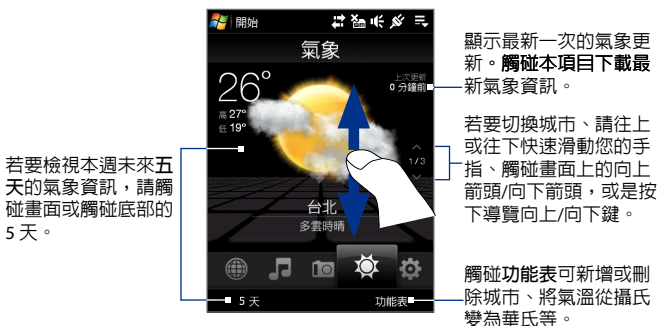 開始
氣象
26°
高 27°
低 19°
上次更新
0 分鐘前
1/3
台北
多雲時晴
5 天
功能表
若要檢視本週末來五
天的氣象資訊，請觸
碰畫面或觸碰底部的
5 天。
顯示最新一次的氣象更
新。觸碰本項目下載最
新氣象資訊。
若要切換城市、請往上
或往下快速滑動您的手
指、觸碰畫面上的向上
箭頭/向下箭頭，或是按
下導覽向上/向下鍵。
觸碰功能表可新增或刪
除城市、將氣溫從攝氏
變為華氏等。